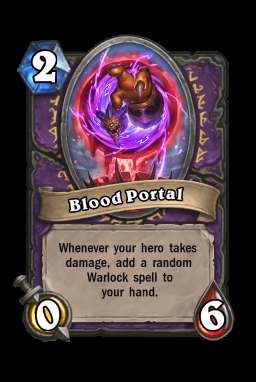 2
Blood Portal
Whenever your hero takes
damage, add a random
Warlock spell to
your hand.
0
6